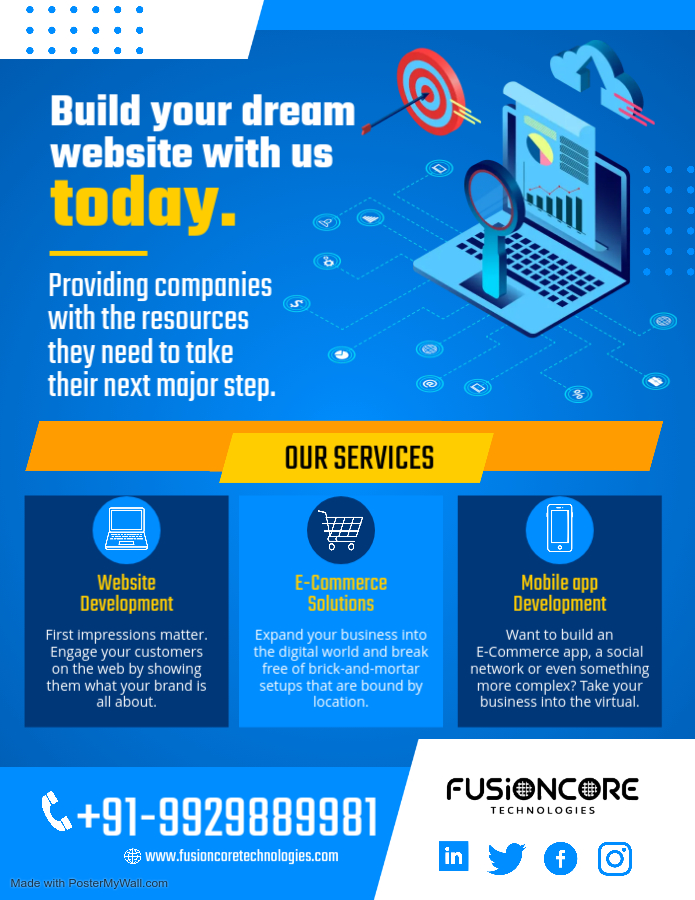 Build your dream
website with us
today.
Providing companies
with the resources
they need to take
their next major step.
OUR SERVICES
Website
Development
First impressions matter.
Engage your customers
on the web by showing
them what your brand is
all about.
E-Commerce
Solutions
Expand your business into
the digital world and break
free of brick-and-mortar
setups that are bound by
location.
Mobile app
Development
Want to build an
E-Commerce app, a social
network or even something
more complex? Take your
business into the virtual.
+91-9929889981
www.fusioncoretechnologies.com
FUSiONCORE
TECHNOLOGIES
in
f
Made with PosterMyWall.com